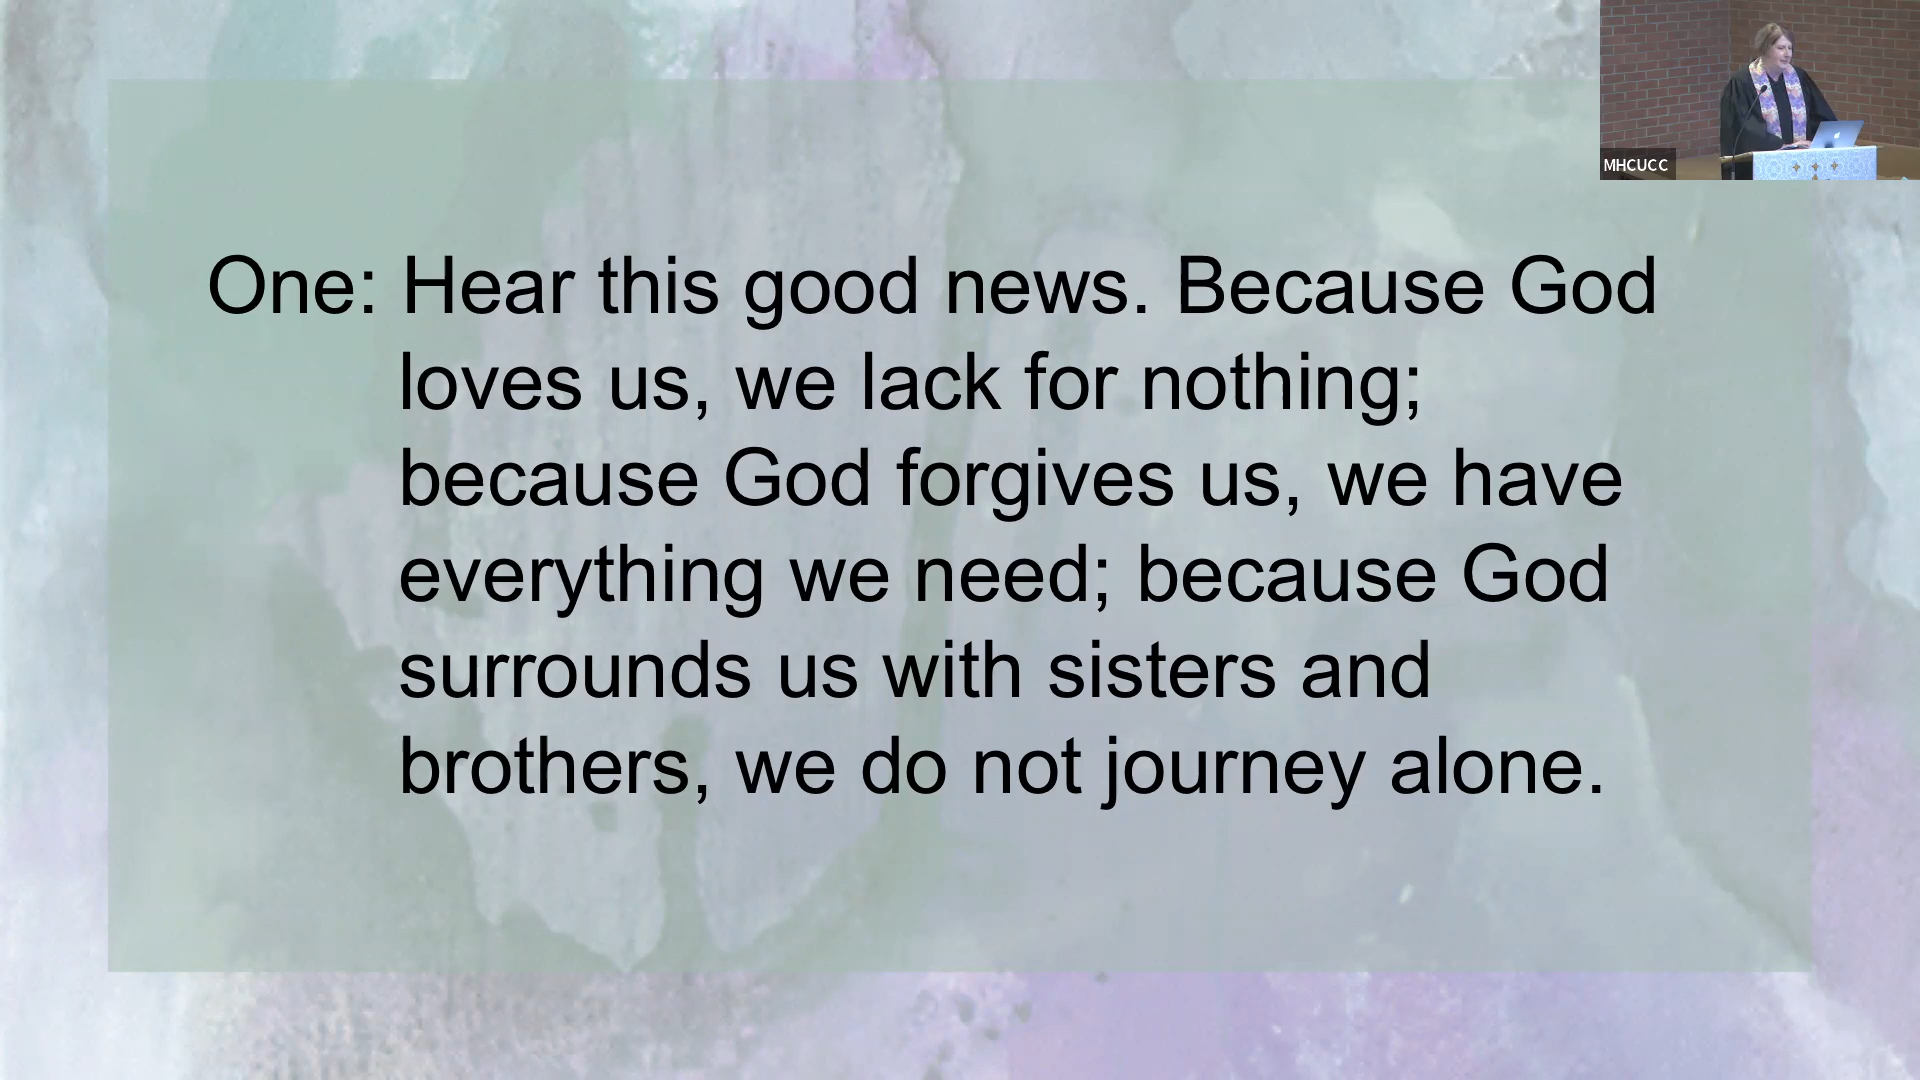 One: Hear this good news. Because God
loves us, we lack for nothing;
because God forgives us, we have
everything we need; because God
surrounds us with sisters and
brothers, we do not journey alone.
MHCUCC